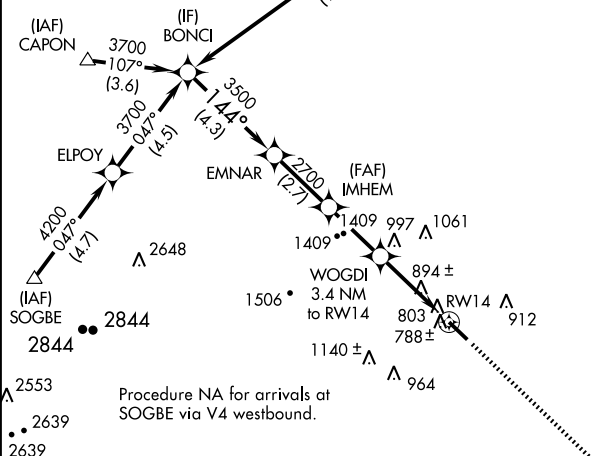 (IAF)
CAPON
(IF)
BONCI
3700
107°
(3.6)
3500
144°
(4.3)
3700
047°
(4.5)
ELPOY
EMNAR
2700
(2.7)
(FAF)
IMHEM
4200
047°
(4.7)
2648
1409
1409
997
1061
(IAF)
SOGBE
WOGDI
3.4 NM
to RW14
1506
894 ±
RW14
803
788 ±
912
2844
2844
1140 ±
964
2553
Procedure NA for arrivals at
SOGBE via V4 westbound.
2639
2639